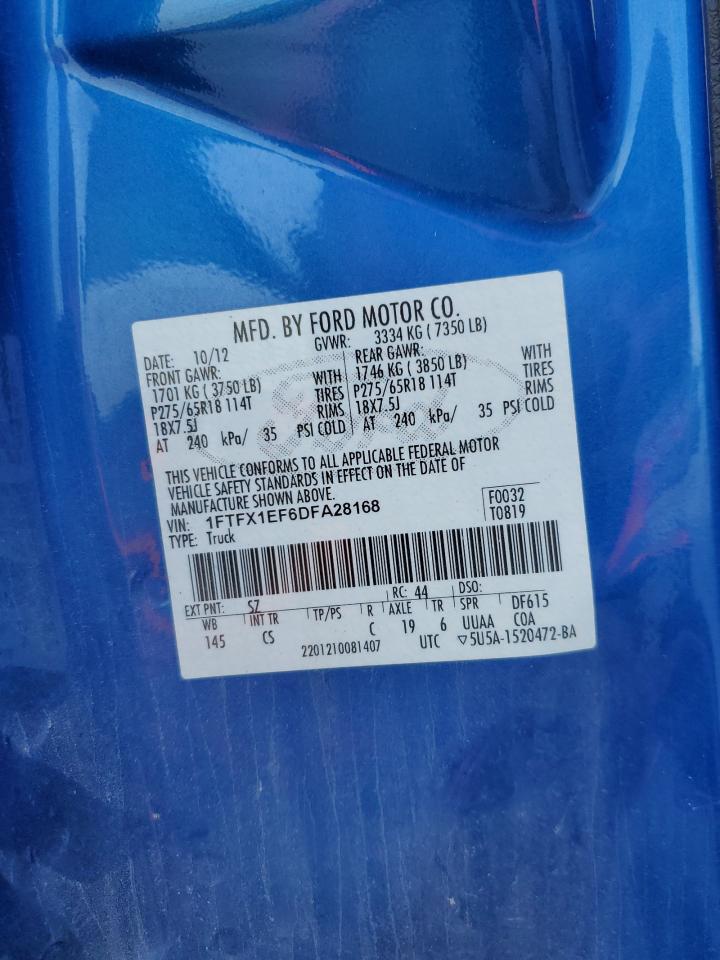 MFD. BY FORD MOTOR CO.
DATE: 10/12 GVWR: 3334 KG ( 7350 LB)
FRONT GAWR: REAR GAWR:
1701 KG ( 3750 LB) WITH 1746 KG ( 3850 LB) WITH
P275/65R18 114T TIRES P275/65R18 114T TIRES
18X7.5J RIMS 18X7.5J RIMS
AT 240 kPa/ 35 PSI COLD AT 240 kPa/ 35 PSI COLD
THIS VEHICLE CONFORMS TO ALL APPLICABLE FEDERAL MOTOR
VEHICLE SAFETY STANDARDS IN EFFECT ON THE DATE OF
MANUFACTURE SHOWN ABOVE.
VIN: 1FTFX1EF6DFA28168 F0032
TYPE: Truck T0819
EXT PNT: SZ RC: 44 DSO:
WB INT TR TP/PS R AXLE TR SPR DF615
145 CS C 19 6 UUAA COA
2201210081407 UTC ▽5U5A-1520472-BA